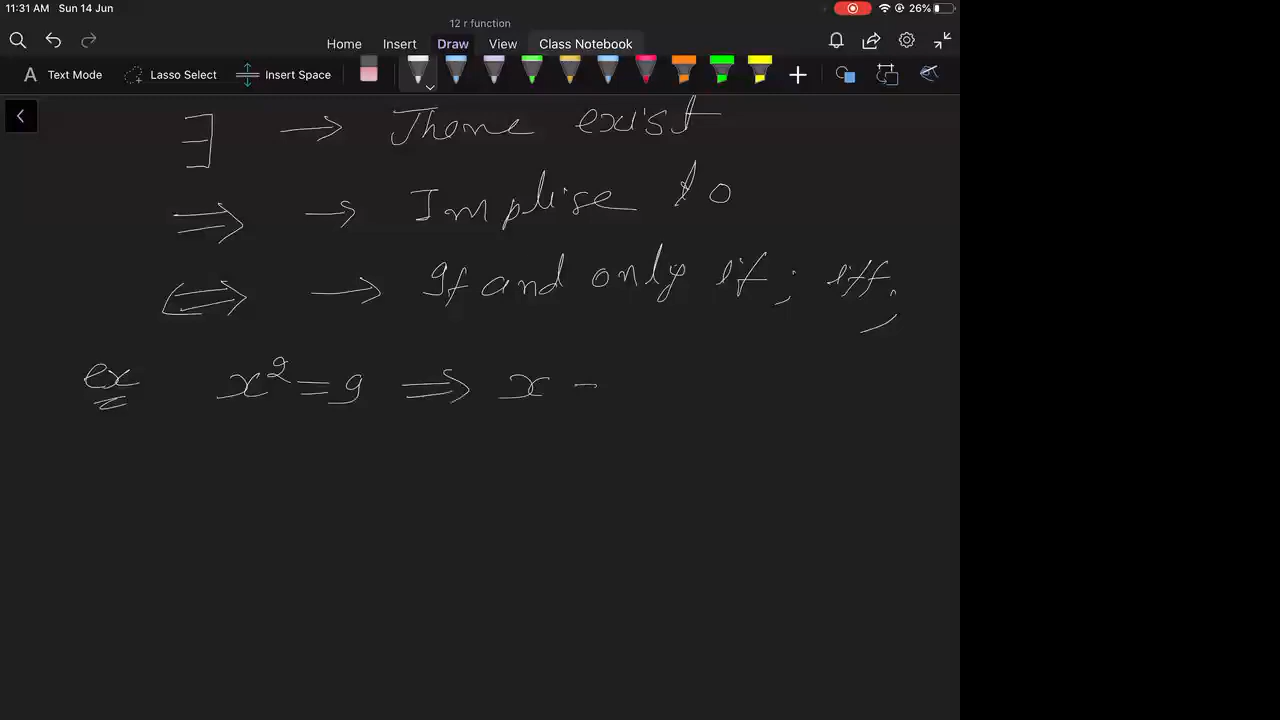 11:31 AM Sun 14 Jun 26%
12 r function
Home Insert Draw View Class Notebook
A Text Mode Lasso Select Insert Space
∃ → There exist
⇒ → Implise to
⇔ → If and only if; iff;
ex x² = 9 ⇒ x -